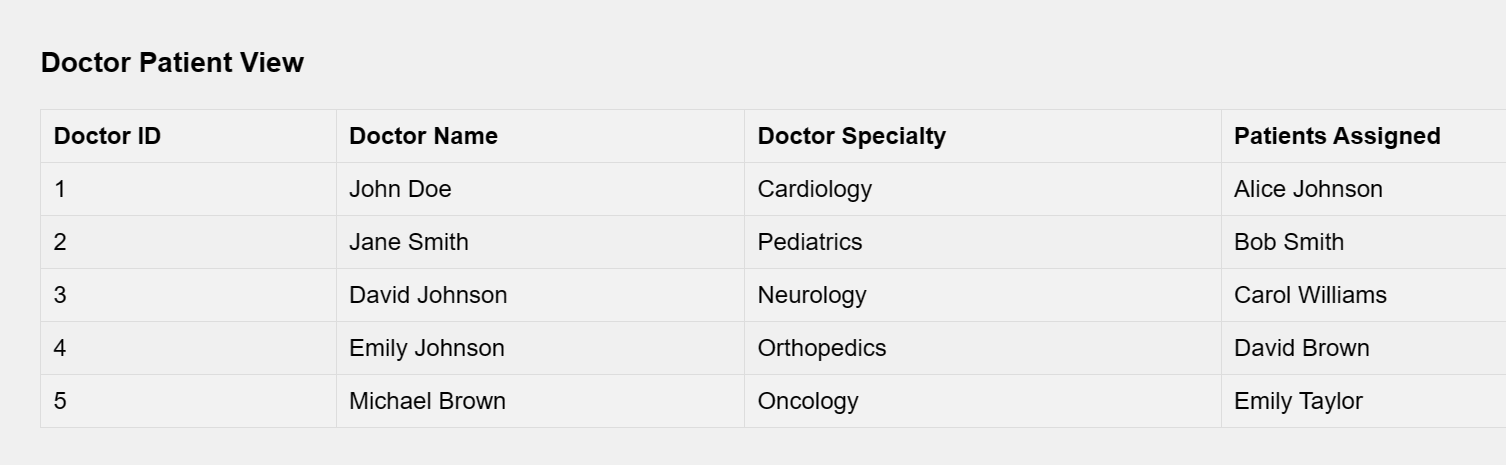 Doctor Patient View
Doctor ID Doctor Name Doctor Specialty Patients Assigned
1 John Doe Cardiology Alice Johnson
2 Jane Smith Pediatrics Bob Smith
3 David Johnson Neurology Carol Williams
4 Emily Johnson Orthopedics David Brown
5 Michael Brown Oncology Emily Taylor